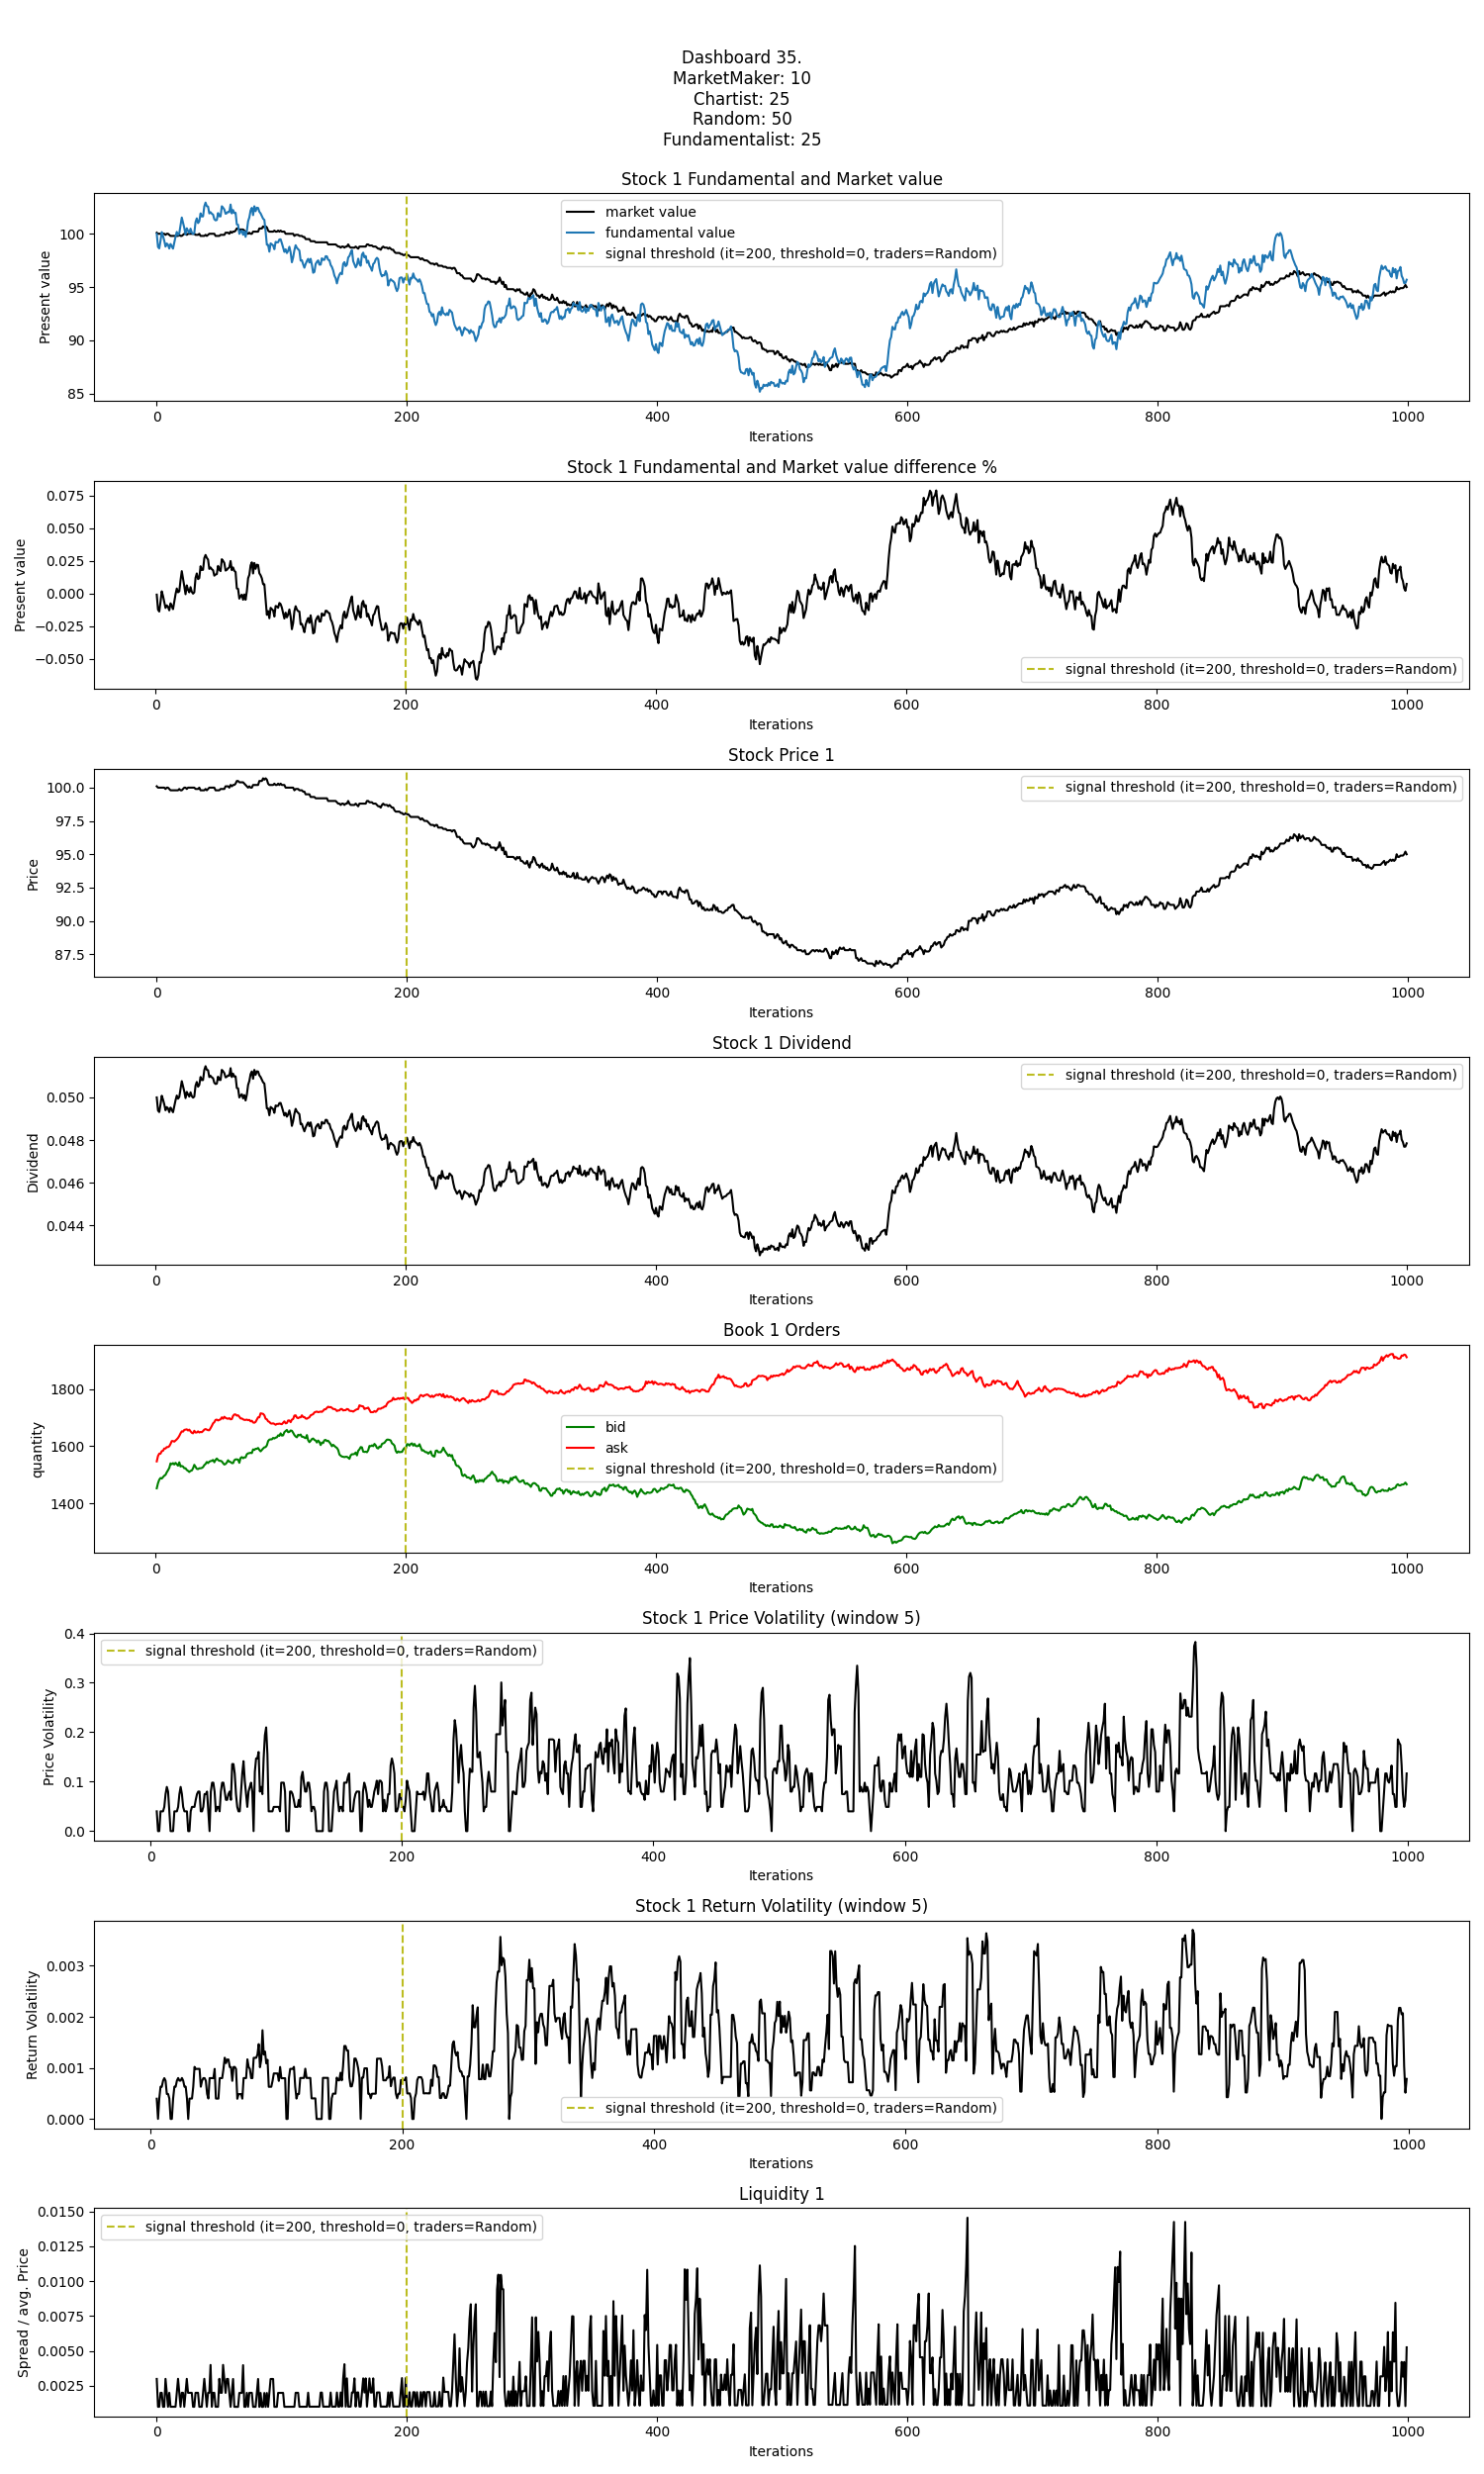 Dashboard 35.
MarketMaker: 10
Chartist: 25
Random: 50
Fundamentalist: 25
Stock 1 Fundamental and Market value
Present value
100
95
90
85
market value
fundamental value
signal threshold (it=200, threshold=0, traders=Random)
0 200 400 600 800 1000
Iterations
Stock 1 Fundamental and Market value difference %
Present value
0.075
0.050
0.025
0.000
−0.025
−0.050
signal threshold (it=200, threshold=0, traders=Random)
0 200 400 600 800 1000
Iterations
Stock Price 1
Price
100.0
97.5
95.0
92.5
90.0
87.5
signal threshold (it=200, threshold=0, traders=Random)
0 200 400 600 800 1000
Iterations
Stock 1 Dividend
Dividend
0.050
0.048
0.046
0.044
signal threshold (it=200, threshold=0, traders=Random)
0 200 400 600 800 1000
Iterations
Book 1 Orders
quantity
1800
1600
1400
bid
ask
signal threshold (it=200, threshold=0, traders=Random)
0 200 400 600 800 1000
Iterations
Stock 1 Price Volatility (window 5)
Price Volatility
0.4
0.3
0.2
0.1
0.0
signal threshold (it=200, threshold=0, traders=Random)
0 200 400 600 800 1000
Iterations
Stock 1 Return Volatility (window 5)
Return Volatility
0.003
0.002
0.001
0.000
signal threshold (it=200, threshold=0, traders=Random)
0 200 400 600 800 1000
Iterations
Liquidity 1
Spread / avg. Price
0.0150
0.0125
0.0100
0.0075
0.0050
0.0025
signal threshold (it=200, threshold=0, traders=Random)
0 200 400 600 800 1000
Iterations